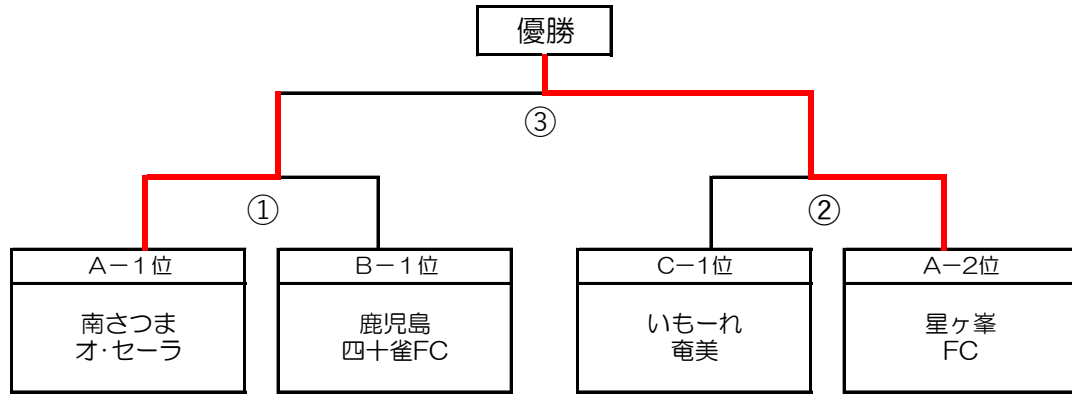 優勝
③
①
②
A－１位
B－１位
C－1位
A－2位
南さつま
オ･セーラ
鹿児島
四十雀FC
いもーれ
奄美
星ヶ峯
FC